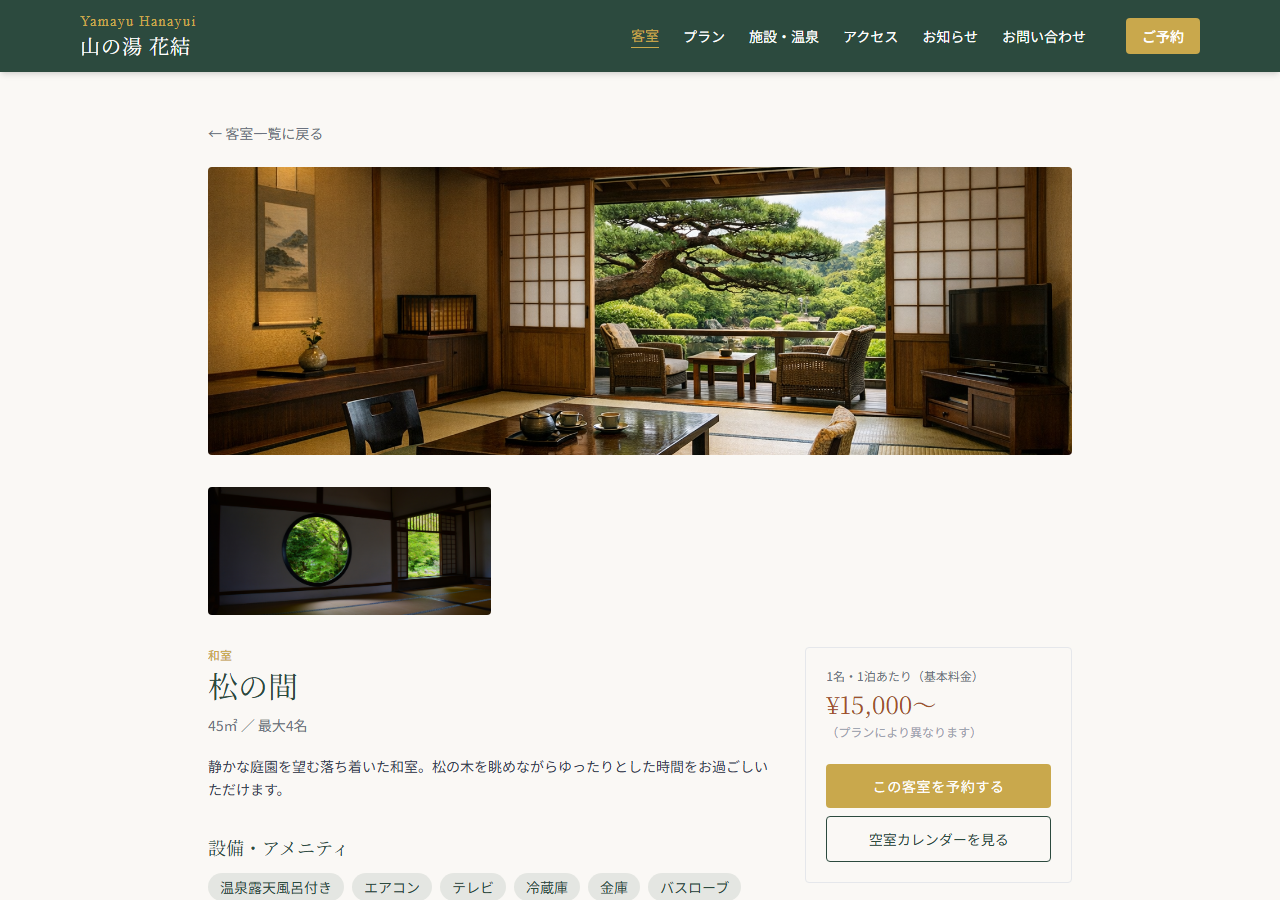 Yamayu Hanayui
山の湯 花結
客室 プラン 施設・温泉 アクセス お知らせ お問い合わせ ご予約
← 客室一覧に戻る
和室
松の間
45㎡ ／ 最大4名
静かな庭園を望む落ち着いた和室。松の木を眺めながらゆったりとした時間をお過ごしい
ただけます。
設備・アメニティ
温泉露天風呂付き エアコン テレビ 冷蔵庫 金庫 バスローブ
1名・1泊あたり（基本料金）
¥15,000〜
（プランにより異なります）
この客室を予約する
空室カレンダーを見る